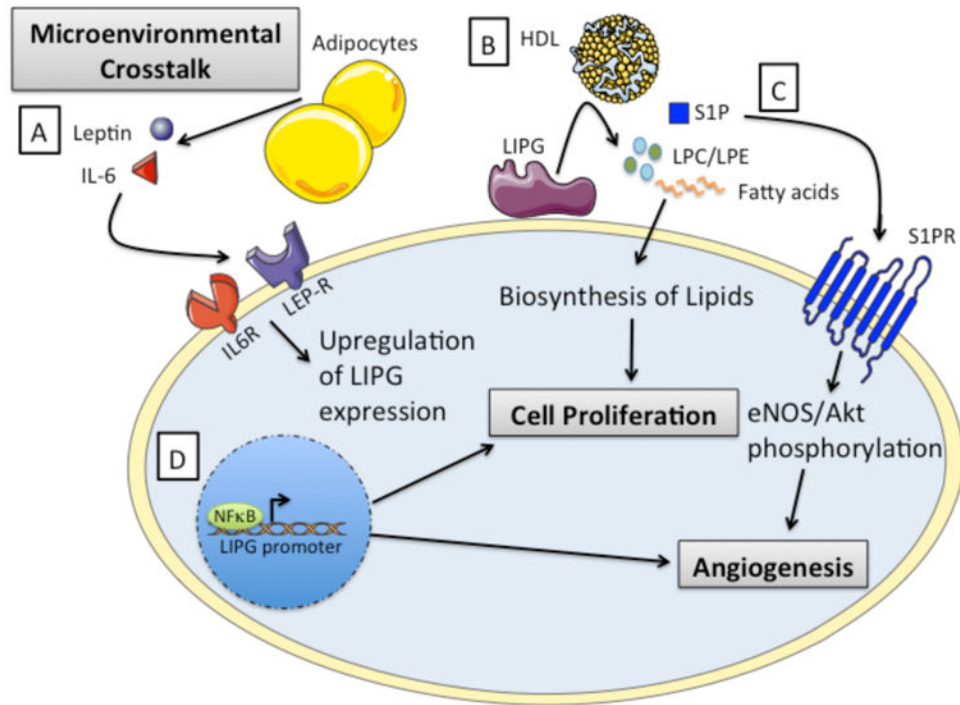 Microenvironmental
Crosstalk
Adipocytes
A
Leptin
IL-6
IL6R
LEP-R
Upregulation
of LIPG
expression
B
HDL
LIPG
LPC/LPE
Fatty acids
Biosynthesis of Lipids
Cell Proliferation
C
S1P
S1PR
eNOS/Akt
phosphorylation
Angiogenesis
D
NFκB
LIPG promoter